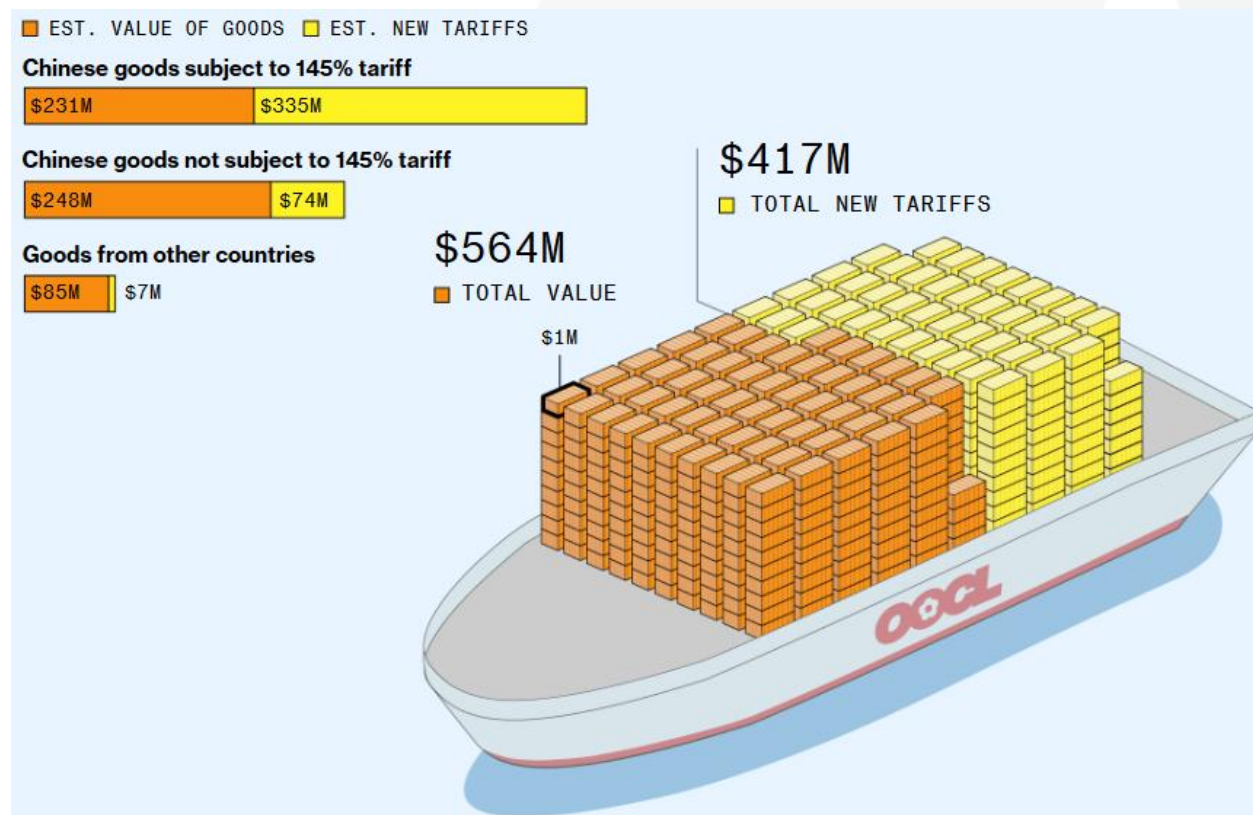 EST. VALUE OF GOODS EST. NEW TARIFFS
Chinese goods subject to 145% tariff
$231M $335M
Chinese goods not subject to 145% tariff
$248M $74M
Goods from other countries
$85M $7M
$564M
TOTAL VALUE
$1M
$417M
TOTAL NEW TARIFFS
OOCL